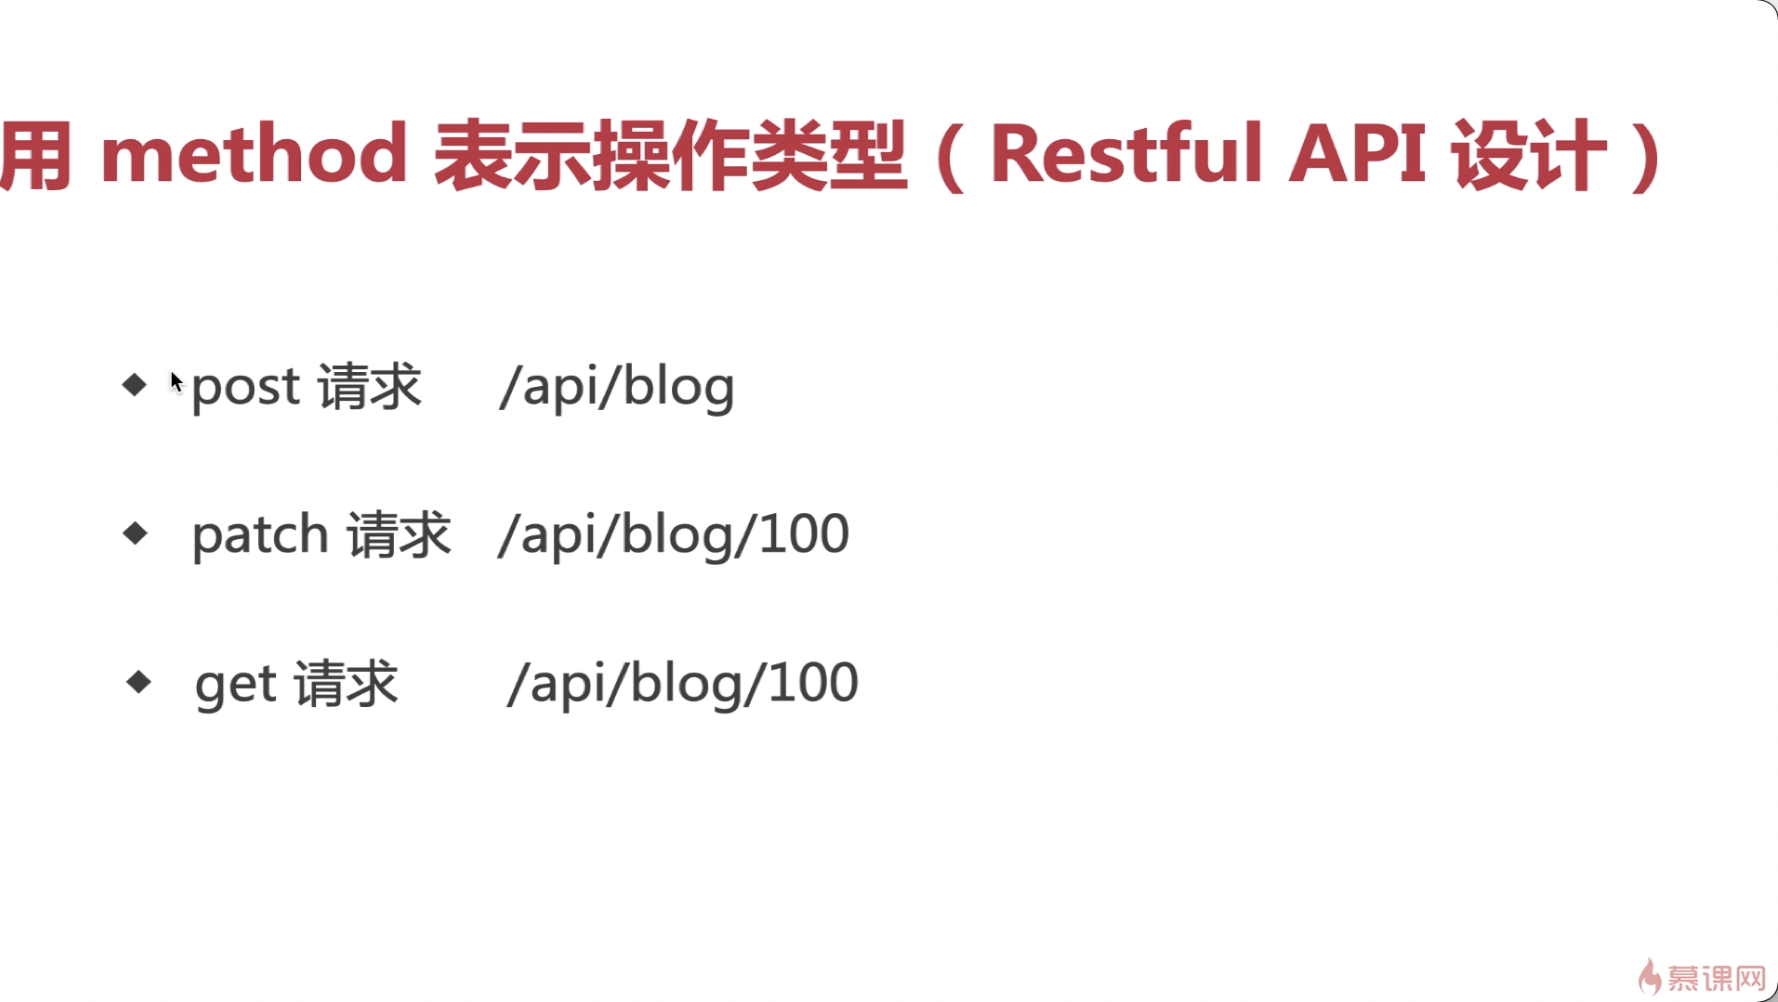 用 method 表示操作类型（Restful API 设计）
post 请求 /api/blog
patch 请求 /api/blog/100
get 请求 /api/blog/100
慕课网